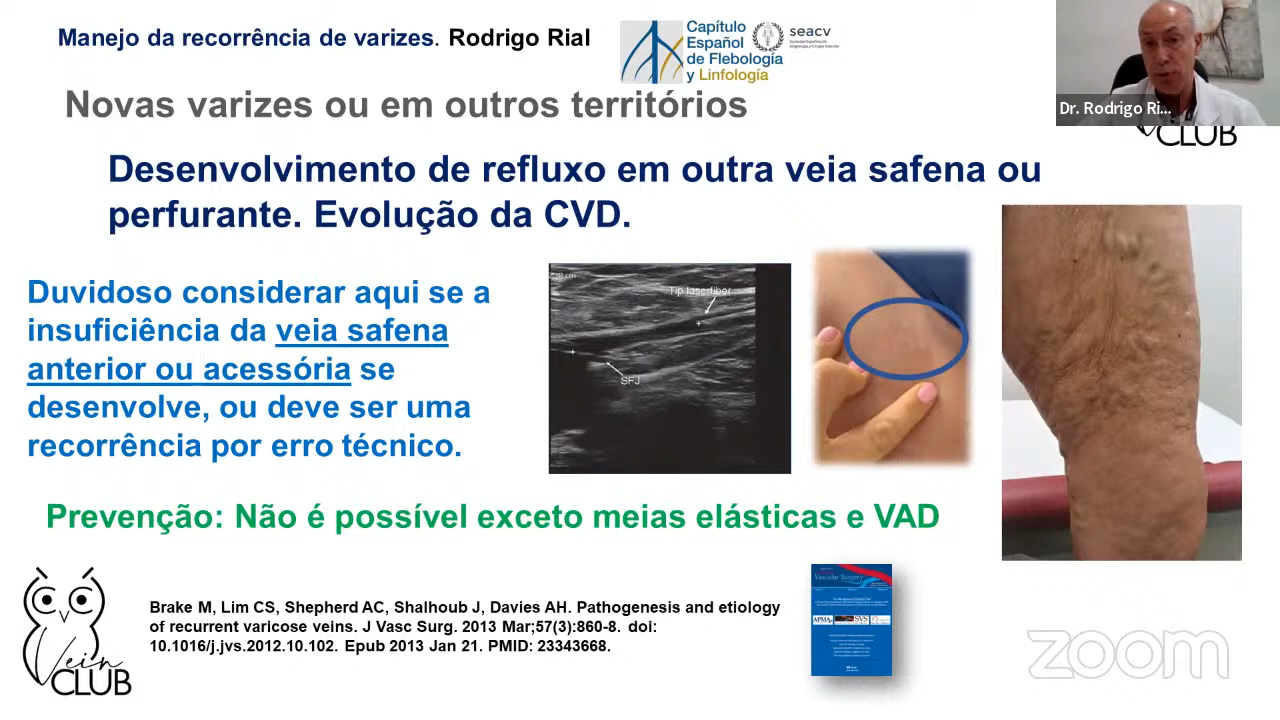 Manejo da recorrência de varizes. Rodrigo Rial
Capítulo
Español
de Flebología
y Linfología
seacv
Dr. Rodrigo Ri...
CLUB
Novas varizes ou em outros territórios
Desenvolvimento de refluxo em outra veia safena ou
perfurante. Evolução da CVD.
Duvidoso considerar aqui se a
insuficiência da veia safena
anterior ou acessória se
desenvolve, ou deve ser uma
recorrência por erro técnico.
Tip laserfiber
SFJ
Prevenção: Não é possível exceto meias elásticas e VAD
Brake M, Lim CS, Shepherd AC, Shalhoub J, Davies AH. Pathogenesis and etiology
of recurrent varicose veins. J Vasc Surg. 2013 Mar;57(3):860-8. doi:
10.1016/j.jvs.2012.10.102. Epub 2013 Jan 21. PMID: 23343668.
Vein
CLUB
Vascular Surgery
APMA
SVS
zoom